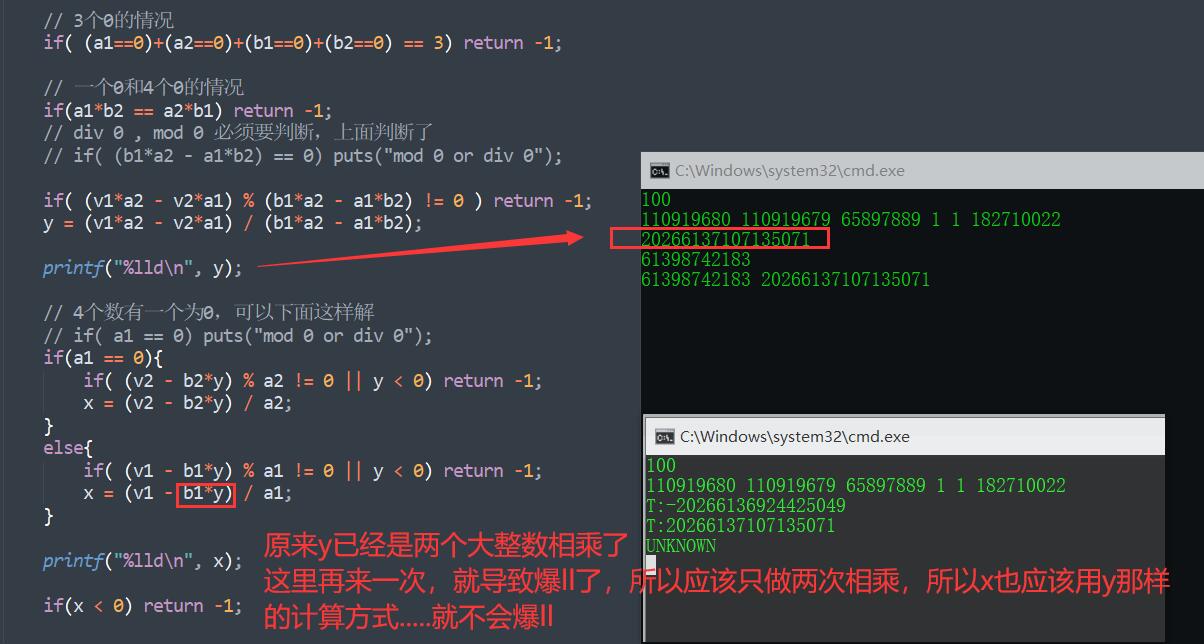 // 3个0的情况
if( (a1==0)+(a2==0)+(b1==0)+(b2==0) == 3) return -1;
// 一个0和4个0的情况
if(a1*b2 == a2*b1) return -1;
// div 0 , mod 0 必须要判断，上面判断了
// if( (b1*a2 - a1*b2) == 0) puts("mod 0 or div 0");
if( (v1*a2 - v2*a1) % (b1*a2 - a1*b2) != 0 ) return -1;
y = (v1*a2 - v2*a1) / (b1*a2 - a1*b2);
printf("%lld\n", y);
// 4个数有一个为0，可以下面这样解
// if( a1 == 0) puts("mod 0 or div 0");
if(a1 == 0){
if( (v2 - b2*y) % a2 != 0 || y < 0) return -1;
x = (v2 - b2*y) / a2;
}
else{
if( (v1 - b1*y) % a1 != 0 || y < 0) return -1;
x = (v1 - b1*y) / a1;
}
printf("%lld\n", x);
if(x < 0) return -1;
原来y已经是两个大整数相乘了
这里再来一次，就导致爆ll了，所以应该只做两次相乘，所以x也应该用y那样
的计算方式.....就不会爆ll
C:\Windows\system32\cmd.exe
100
110919680 110919679 65897889 1 1 182710022
20266137107135071
61398742183
61398742183 20266137107135071
C:\Windows\system32\cmd.exe
100
110919680 110919679 65897889 1 1 182710022
T:-20266136924425049
T:20266137107135071
UNKNOWN